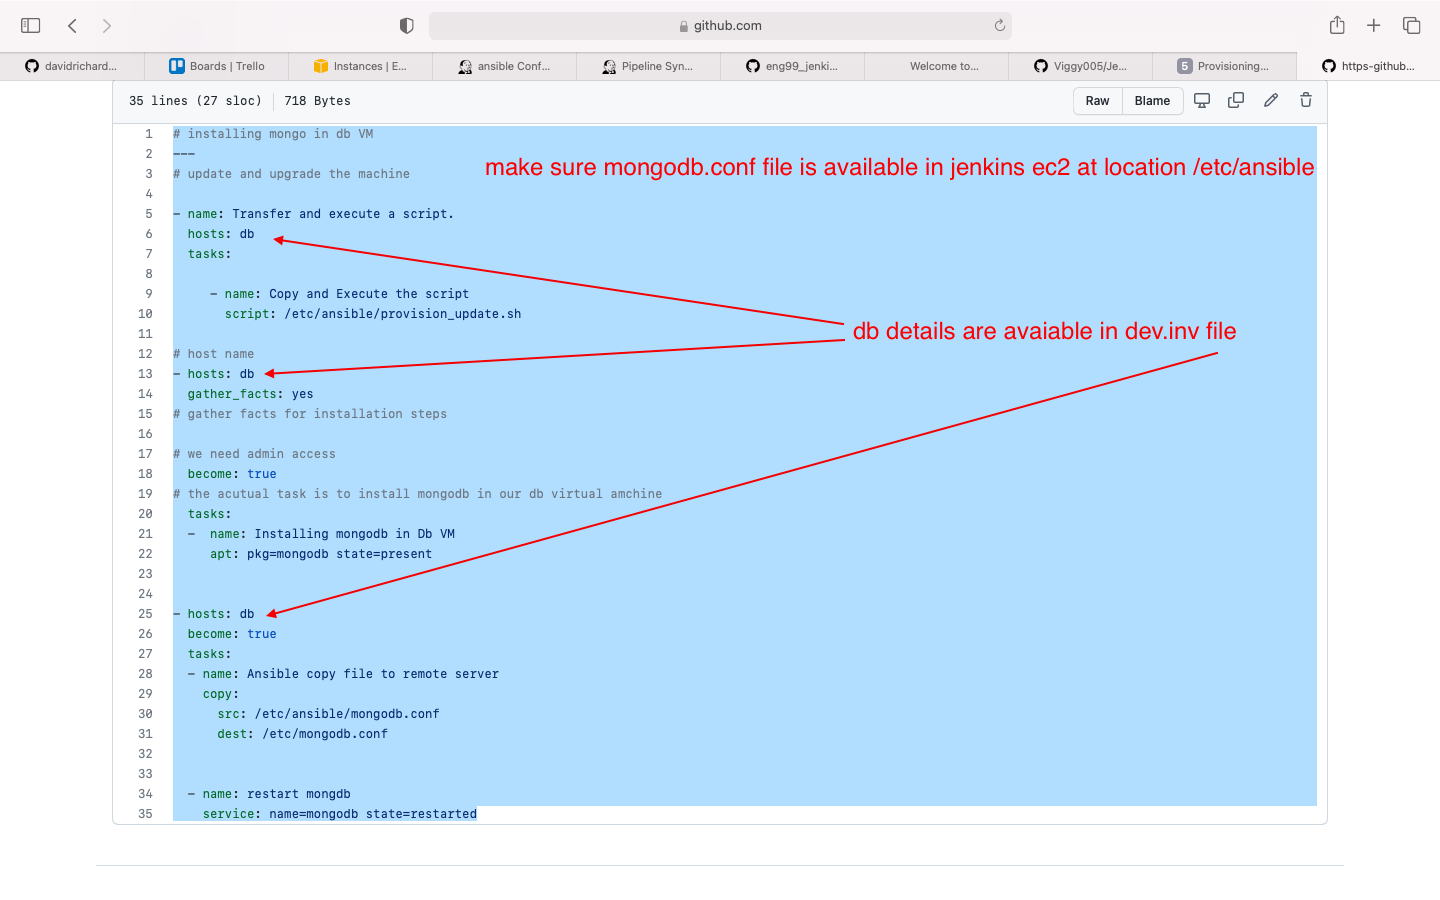 github.com
davidrichard...
Boards | Trello
Instances | E...
ansible Conf...
Pipeline Syn...
eng99_jenki...
Welcome to...
Viggy005/Je...
5 Provisioning...
https-github...
35 lines (27 sloc) 718 Bytes
Raw Blame
1 # installing mongo in db VM
2 ---
make sure mongodb.conf file is available in jenkins ec2 at location /etc/ansible
3 # update and upgrade the machine
4
5 - name: Transfer and execute a script.
6 hosts: db
7 tasks:
8
9 - name: Copy and Execute the script
10 script: /etc/ansible/provision_update.sh
11
db details are avaiable in dev.inv file
12 # host name
13 - hosts: db
14 gather_facts: yes
15 # gather facts for installation steps
16
17 # we need admin access
18 become: true
19 # the acutual task is to install mongodb in our db virtual amchine
20 tasks:
21 - name: Installing mongodb in Db VM
22 apt: pkg=mongodb state=present
23
24
25 - hosts: db
26 become: true
27 tasks:
28 - name: Ansible copy file to remote server
29 copy:
30 src: /etc/ansible/mongodb.conf
31 dest: /etc/mongodb.conf
32
33
34 - name: restart mongdb
35 service: name=mongodb state=restarted